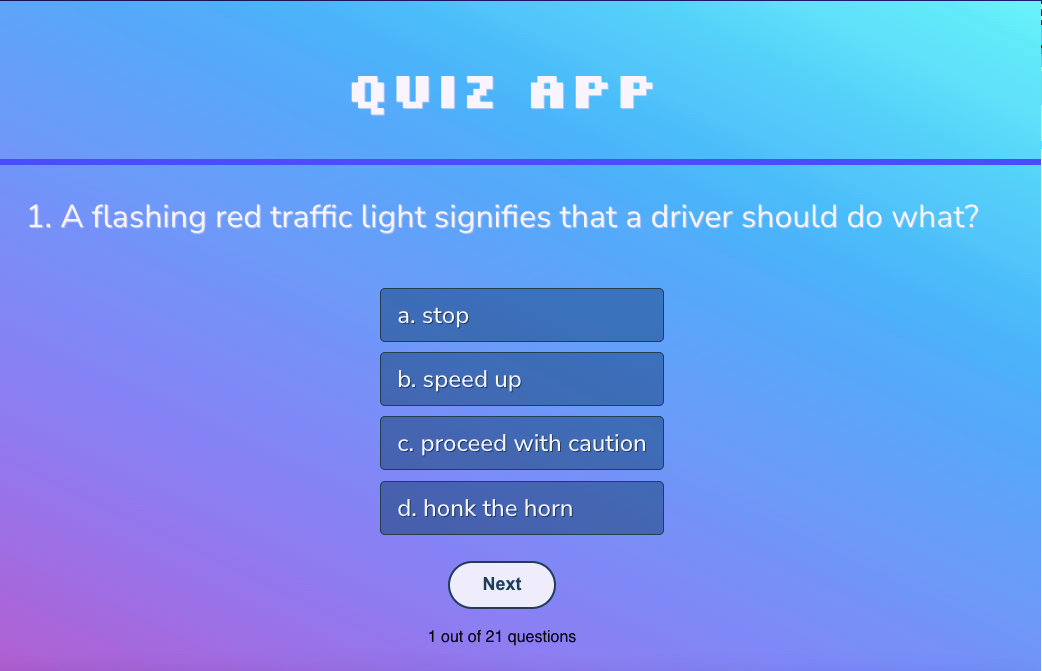 QUIZ APP
1. A flashing red traffic light signifies that a driver should do what?
a. stop
b. speed up
c. proceed with caution
d. honk the horn
Next
1 out of 21 questions